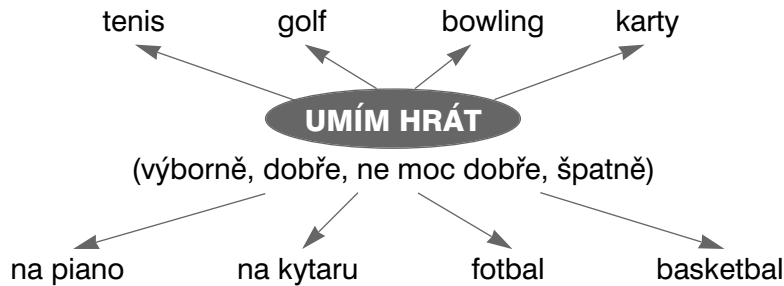 tenis golf bowling karty
UMÍM HRÁT
(výborně, dobře, ne moc dobře, špatně)
na piano na kytaru fotbal basketbal